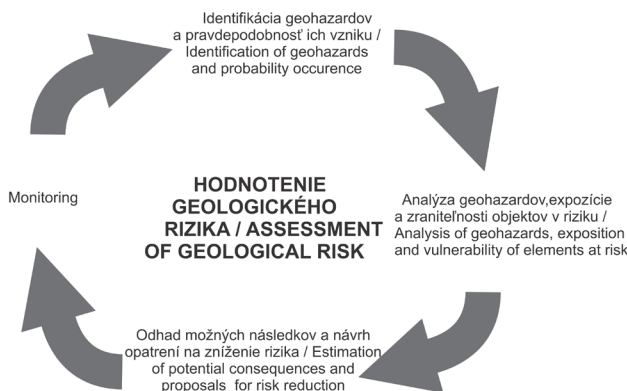 Identifikácia geohazardov
a pravdepodobnosť ich vzniku /
Identification of geohazards
and probability occurence
Monitoring
HODNOTENIE
GEOLOGICKÉHO
RIZIKA / ASSESSMENT
OF GEOLOGICAL RISK
Analýza geohazardov,expozície
a zraniteľnosti objektov v riziku /
Analysis of geohazards, exposition
and vulnerability of elements at risk
Odhad možných následkov a návrh
opatrení na zníženie rizika / Estimation
of potential consequences and
proposals for risk reduction